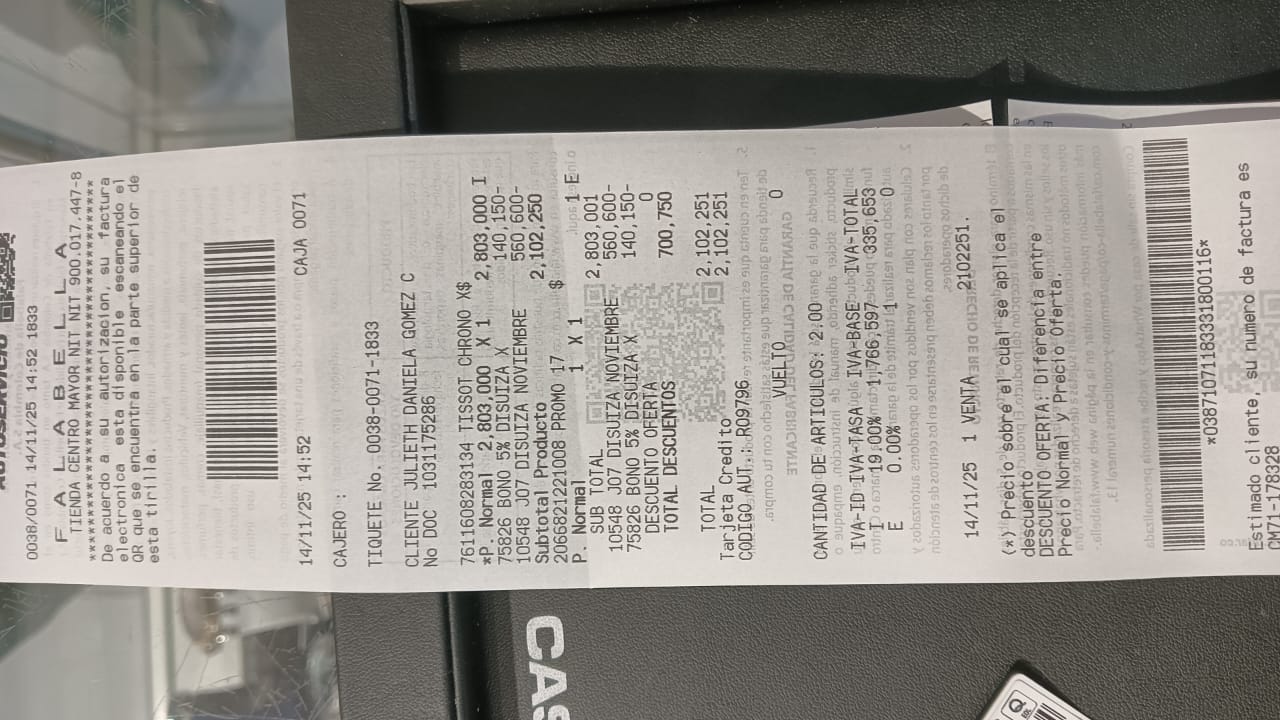 AUTOSERVICIO
0038/0071 14/11/25 14:52 1833
F A L A B E L L A
TIENDA CENTRO MAYOR NIT NIT 900.017.447-8
****************************************
De acuerdo a su autorizacion, su factura
electronica esta disponible escaneando el
QR que se encuentra en la parte superior de
esta tirilla.
14/11/25 14:52 CAJA 0071
CAJERO :
TIQUETE No. 0038-0071-1833
CLIENTE JULIETH DANIELA GOMEZ C
No DOC 1031175286
7611608283134 TISSOT CHRONO X$
*P. Normal 2,803,000 X 1 2,803,000 I
75826 BONO 5% DISUIZA X 140,150-
10548 JO7 DISUIZA NOVIEMBRE 560,600-
Subtotal Producto 2,102,250
2066821221008 PROMO 17 $
P. Normal 1 X 1 1 E
SUB TOTAL 2,803,001
10548 JO7 DISUIZA NOVIEMBRE 560,600-
75826 BONO 5% DISUIZA X 140,150-
DESCUENTO OFERTA 0
TOTAL DESCUENTOS 700,750
TOTAL 2,102,251
Tarjeta Credito 2,102,251
CODIGO AUT.: R09796
VUELTO 0
CANTIDAD DE ARTICULOS: 2.00
IVA-ID IVA-TASA IVA-BASE IVA-TOTAL
I 19.00% 1,766,597 335,653
E 0.00% 1 0
14/11/25 1 VENTA 2102251.
(*) Precio sobre el cual se aplica el
descuento
DESCUENTO OFERTA: Diferencia entre
Precio Normal y Precio Oferta.
*03871071183331800116*
Estimado cliente, su numero de factura es
CM71-178328
CAS